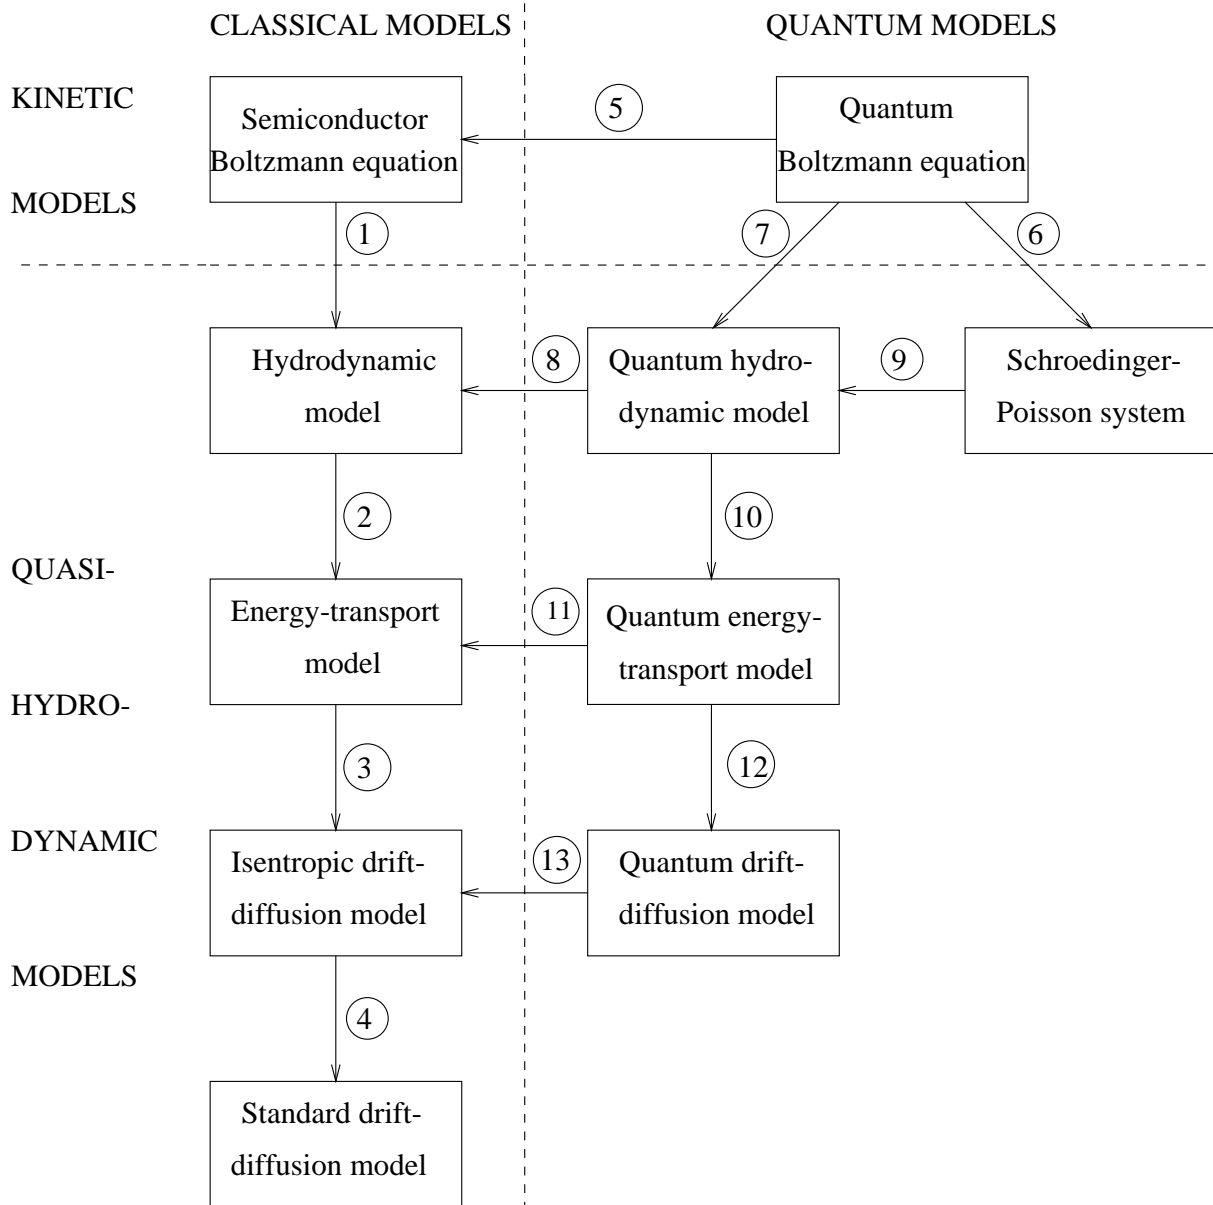 CLASSICAL MODELS
QUANTUM MODELS
KINETIC
MODELS
Semiconductor
Boltzmann equation
5
Quantum
Boltzmann equation
1
7
6
Hydrodynamic
model
8
Quantum hydro-
dynamic model
9
Schroedinger-
Poisson system
2
10
QUASI-
HYDRO-
DYNAMIC
MODELS
Energy-transport
model
11
Quantum energy-
transport model
3
12
Isentropic drift-
diffusion model
13
Quantum drift-
diffusion model
4
Standard drift-
diffusion model